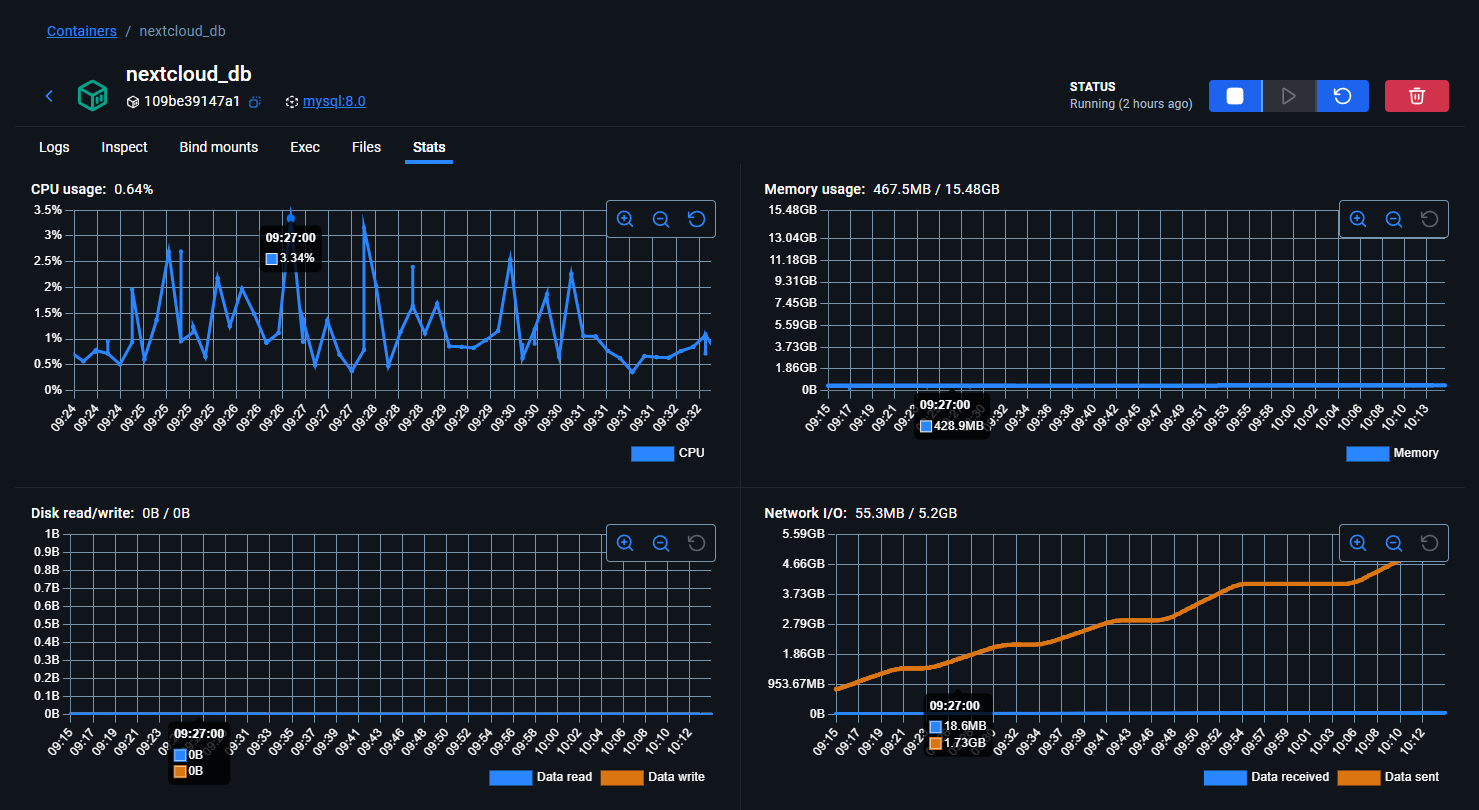 Containers / nextcloud_db
nextcloud_db
109be39147a1 mysql:8.0
STATUS
Running (2 hours ago)
Logs Inspect Bind mounts Exec Files Stats
CPU usage: 0.64%
3.5%
3%
2.5%
2%
1.5%
1%
0.5%
0%
09:27:00
3.34%
09:24 09:24 09:24 09:25 09:25 09:25 09:25 09:26 09:26 09:26 09:26 09:27 09:27 09:28 09:28 09:28 09:29 09:29 09:29 09:30 09:30 09:30 09:31 09:31 09:31 09:31 09:32 09:32
CPU
Memory usage: 467.5MB / 15.48GB
15.48GB
13.04GB
11.18GB
9.31GB
7.45GB
5.59GB
3.73GB
1.86GB
0B
09:27:00
428.9MB
09:15 09:17 09:19 09:21 09:32 09:34 09:36 09:38 09:40 09:42 09:45 09:47 09:49 09:51 09:53 09:55 09:58 10:00 10:02 10:04 10:06 10:08 10:10 10:13
Memory
Disk read/write: 0B / 0B
1B
0.9B
0.8B
0.7B
0.6B
0.5B
0.4B
0.3B
0.2B
0.1B
0B
09:27:00
0B
0B
09:15 09:17 09:19 09:21 09:23 09:31 09:33 09:35 09:37 09:39 09:41 09:43 09:46 09:48 09:50 09:52 09:54 09:56 09:58 10:00 10:02 10:04 10:06 10:08 10:10 10:12
Data read Data write
Network I/O: 55.3MB / 5.2GB
5.59GB
4.66GB
3.73GB
2.79GB
1.86GB
953.67MB
0B
09:27:00
18.6MB
1.73GB
09:15 09:17 09:19 09:21 09:32 09:34 09:37 09:39 09:41 09:43 09:46 09:48 09:50 09:52 09:54 09:57 09:59 10:01 10:03 10:06 10:08 10:10 10:12
Data received Data sent